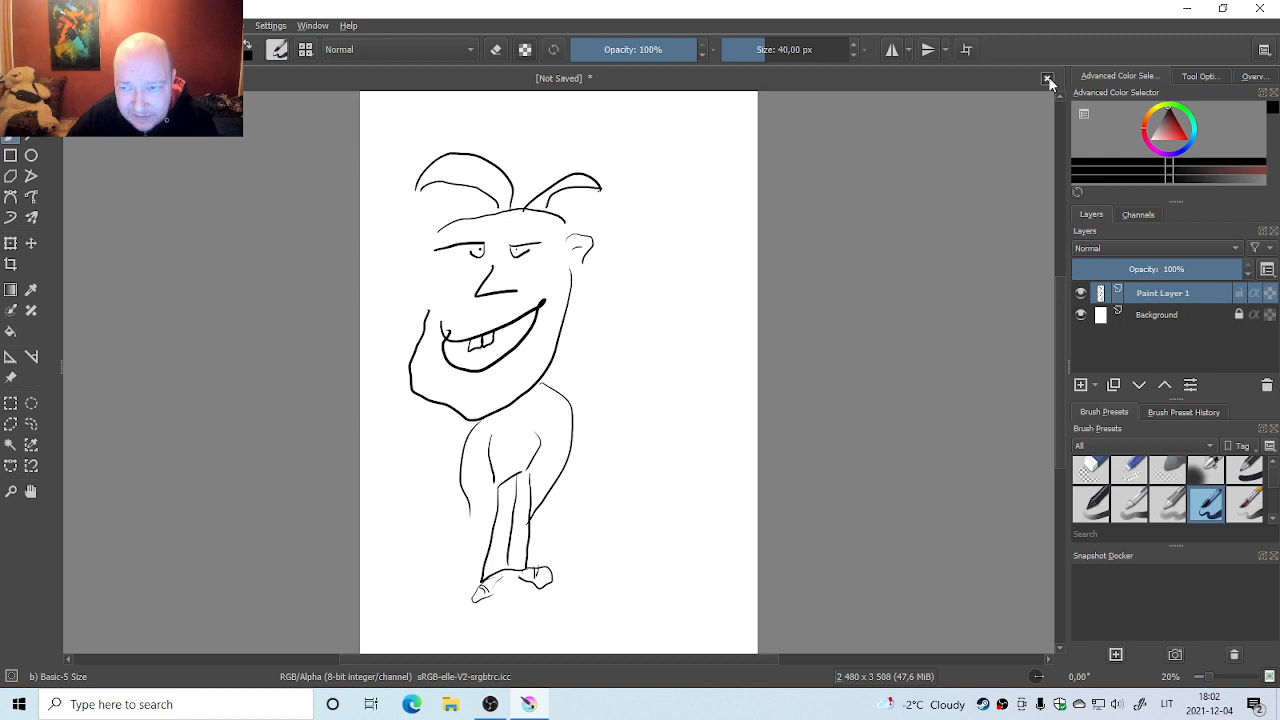 Settings Window Help
Normal Opacity: 100% Size: 40,00 px
[Not Saved] *
Advanced Color Sele... Tool Opti... Overv...
Advanced Color Selector
Layers Channels
Layers
Normal
Opacity: 100%
Paint Layer 1
Background
Brush Presets Brush Preset History
Brush Presets
All Tag
Search
Snapshot Docker
b) Basic-5 Size RGB/Alpha (8-bit integer/channel) sRGB-elle-V2-srgbtrc.icc 2 480 x 3 508 (47,6 MiB) 0,00° 20%
Type here to search -2°C Cloudy LIT 18:02
2021-12-04 2